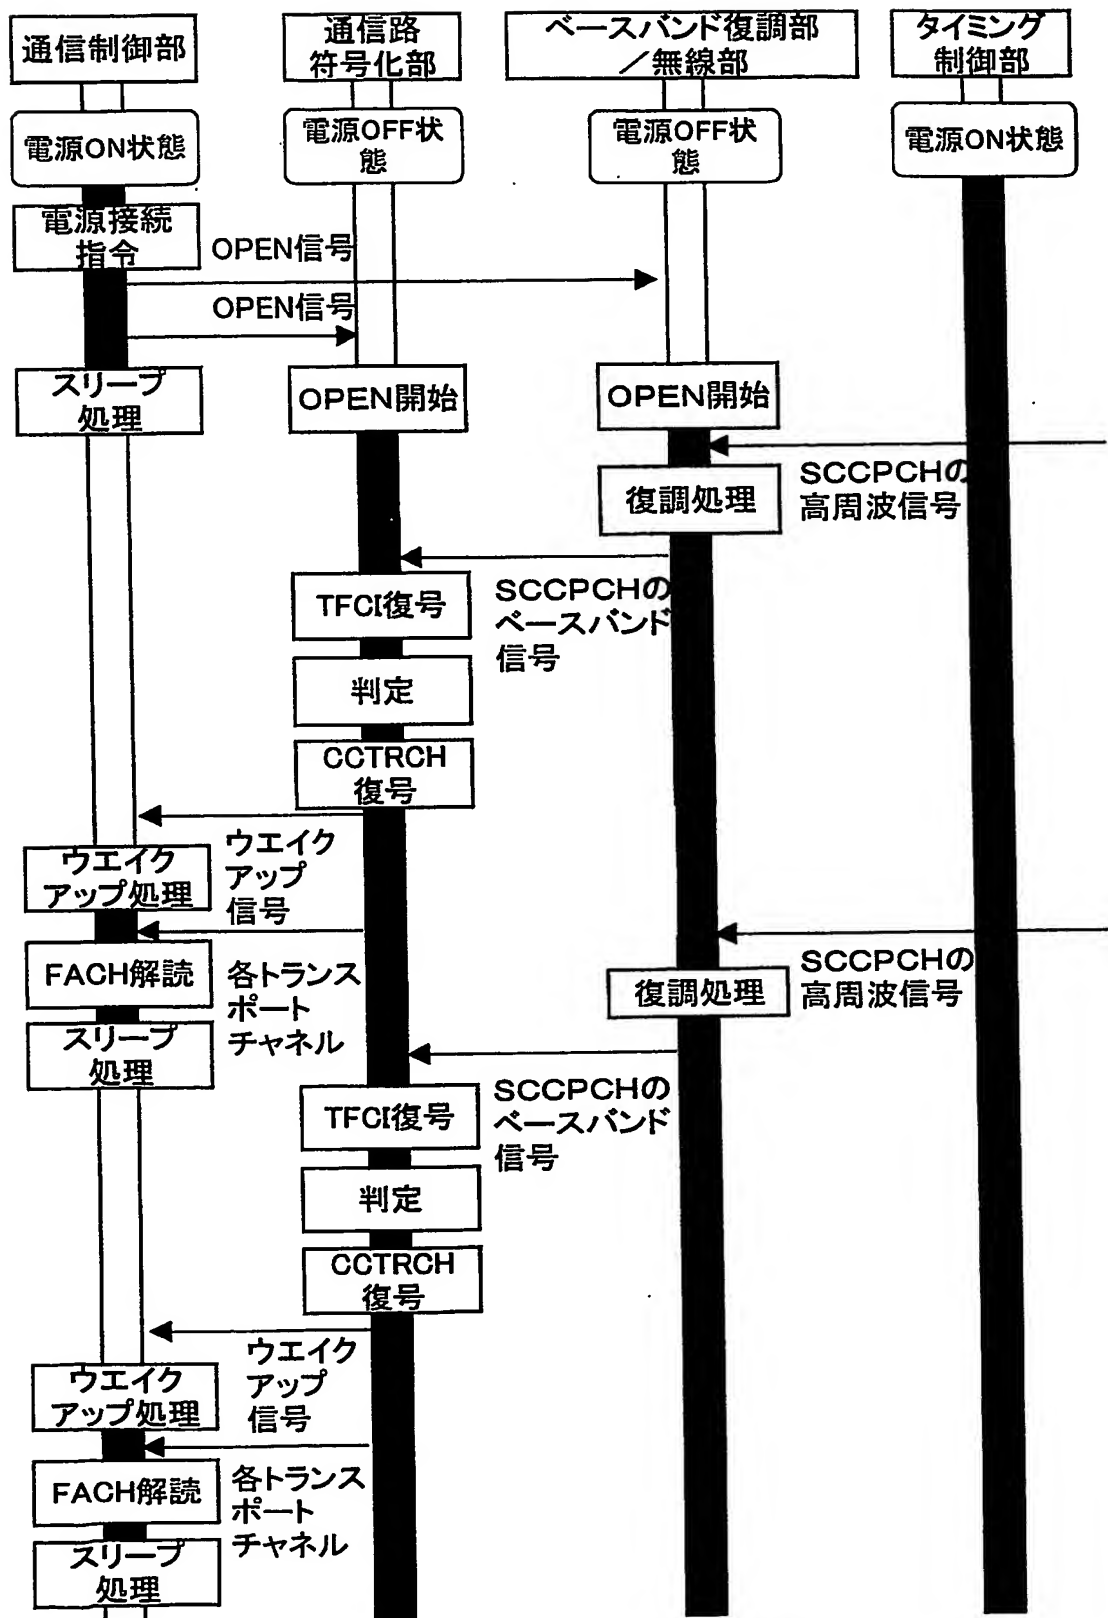 通信制御部
通信路
符号化部
ベースバンド復調部
／無線部
タイミング
制御部
電源ON状態
電源OFF状
態
電源OFF状
態
電源ON状態
電源接続
指令
OPEN信号
OPEN信号
スリープ
処理
OPEN開始
OPEN開始
SCCPCHの
高周波信号
復調処理
SCCPCHの
ベースバンド
信号
TFCI復号
判定
CCTRCH
復号
ウエイク
アップ
信号
ウエイク
アップ処理
FACH解読
各トランス
ポート
チャネル
スリープ
処理
SCCPCHの
高周波信号
復調処理
SCCPCHの
ベースバンド
信号
TFCI復号
判定
CCTRCH
復号
ウエイク
アップ
信号
ウエイク
アップ処理
FACH解読
各トランス
ポート
チャネル
スリープ
処理